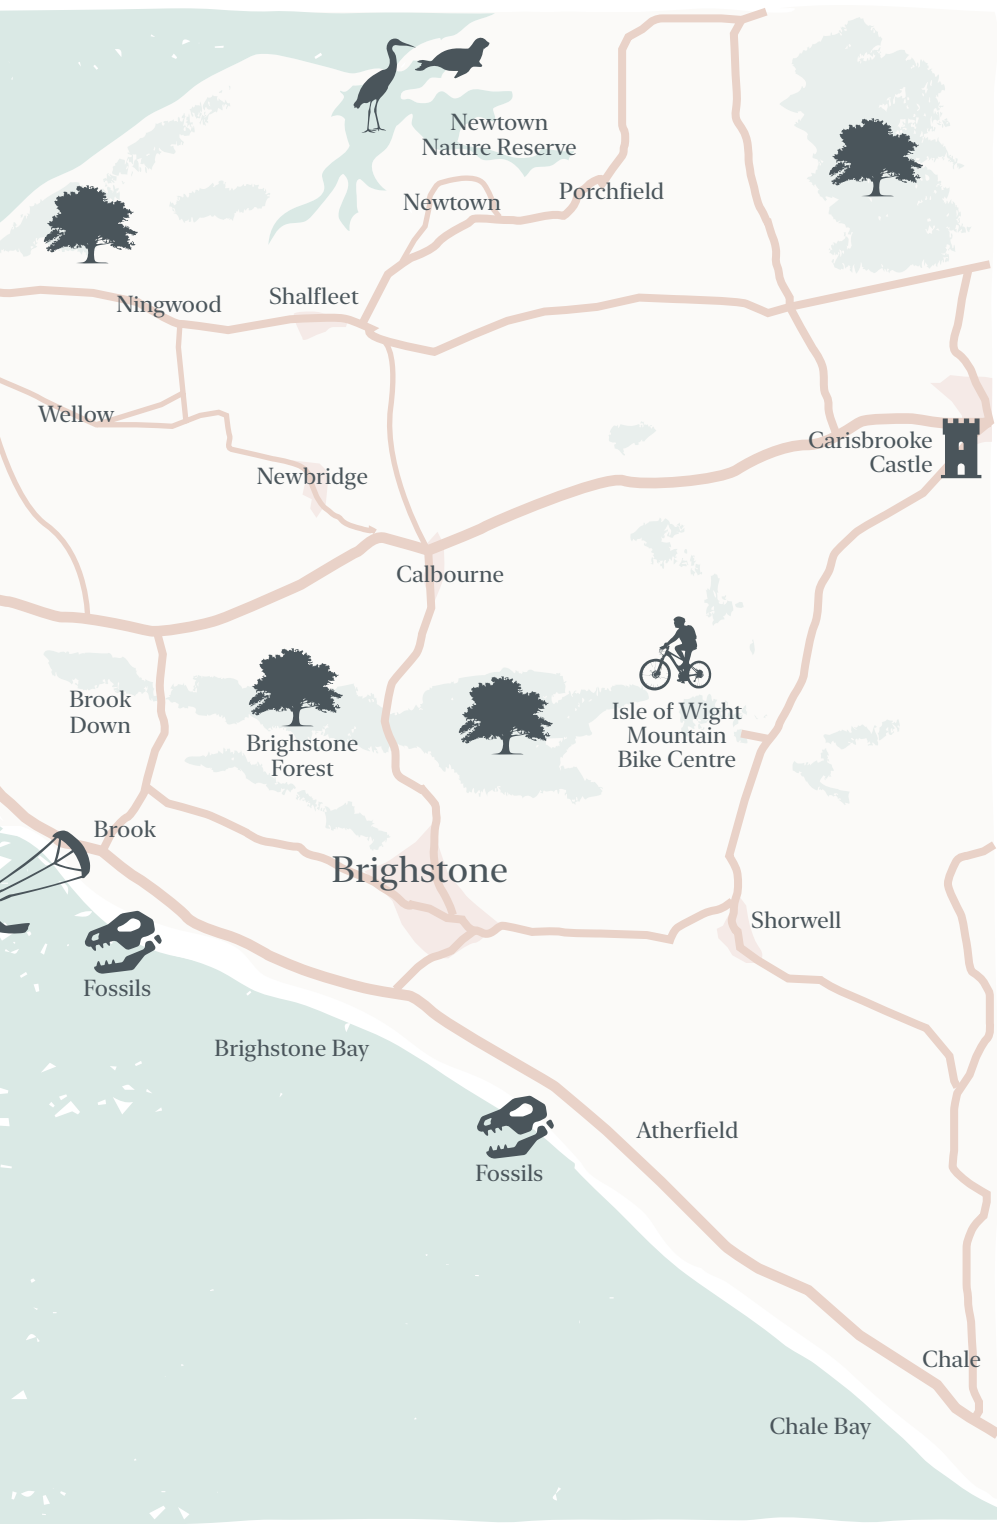 Newtown
Nature Reserve
Newtown
Porchfield
Ningwood
Shalfleet
Wellow
Newbridge
Carisbrooke
Castle
Calbourne
Brook
Down
Brighstone
Forest
Isle of Wight
Mountain
Bike Centre
Brook
Brighstone
Shorwell
Fossils
Brighstone Bay
Atherfield
Fossils
Chale
Chale Bay